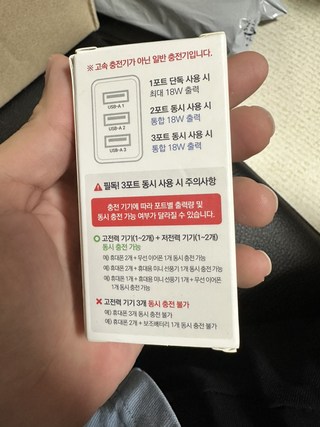 ※ 고속 충전기가 아닌 일반 충전기입니다.
USB-A 1
USB-A 2
USB-A 3
1포트 단독 사용 시
최대 18W 출력
2포트 동시 사용 시
통합 18W 출력
3포트 동시 사용 시
통합 18W 출력
필독! 3포트 동시 사용 시 주의사항
충전 기기에 따라 포트별 출력량 및
동시 충전 가능 여부가 달라질 수 있습니다.
고전력 기기(1~2개) + 저전력 기기(1~2개)
동시 충전 가능
예) 휴대폰 2개 + 무선 이어폰 1개 동시 충전 가능
예) 휴대폰 2개 + 휴대용 미니 선풍기 1개 동시 충전 가능
예) 휴대폰 1개 + 휴대용 미니 선풍기 1개 + 무선 이어폰
1개 동시 충전 가능
고전력 기기 3개 동시 충전 불가
예) 휴대폰 3개 동시 충전 불가
예) 휴대폰 2개 + 보조배터리 1개 동시 충전 불가